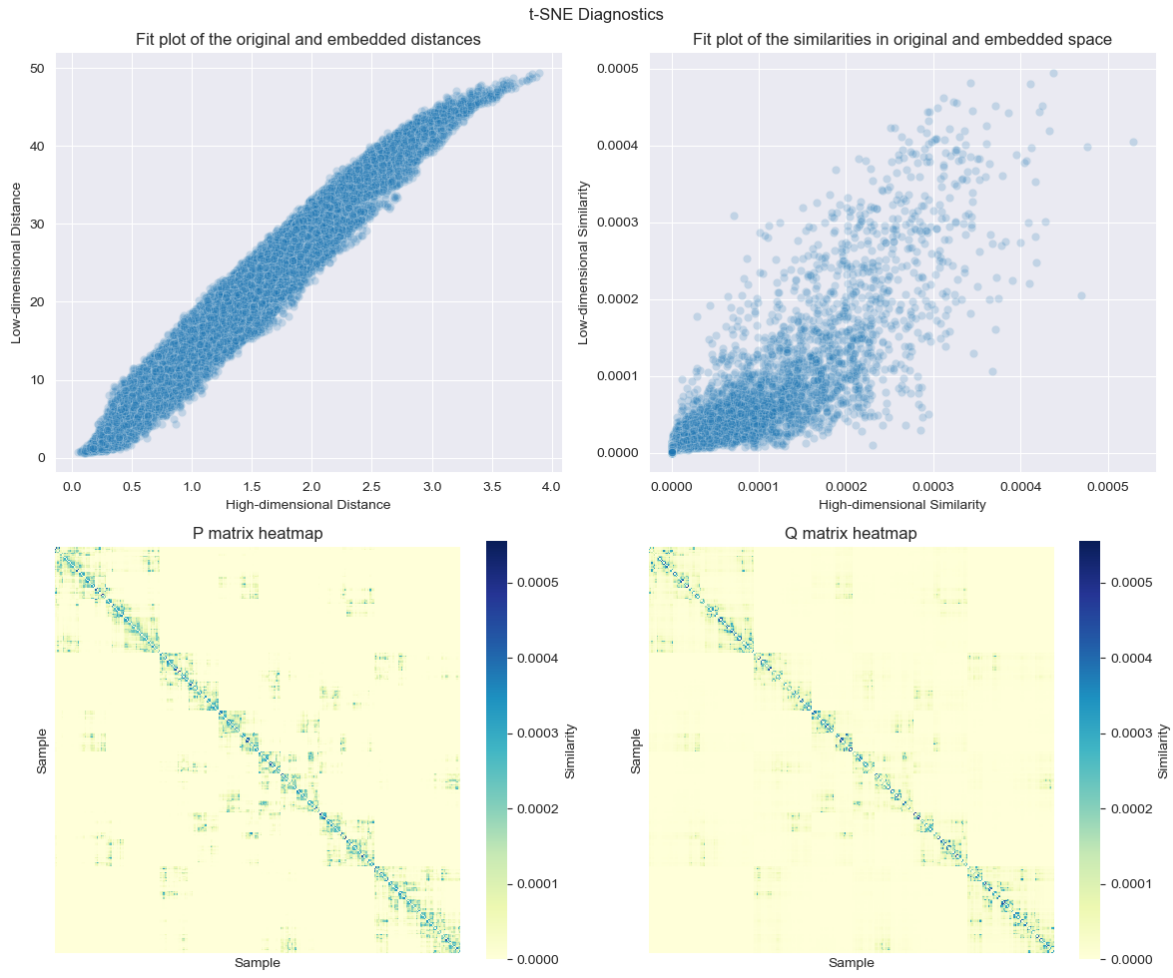 t-SNE Diagnostics
Fit plot of the original and embedded distances
50
40
30
20
10
0
Low-dimensional Distance
0.0 0.5 1.0 1.5 2.0 2.5 3.0 3.5 4.0
High-dimensional Distance
Fit plot of the similarities in original and embedded space
0.0005
0.0004
0.0003
0.0002
0.0001
0.0000
Low-dimensional Similarity
0.0000 0.0001 0.0002 0.0003 0.0004 0.0005
High-dimensional Similarity
P matrix heatmap
Sample
Sample
0.0005
0.0004
0.0003
0.0002
0.0001
0.0000
Similarity
Q matrix heatmap
Sample
Sample
0.0005
0.0004
0.0003
0.0002
0.0001
0.0000
Similarity